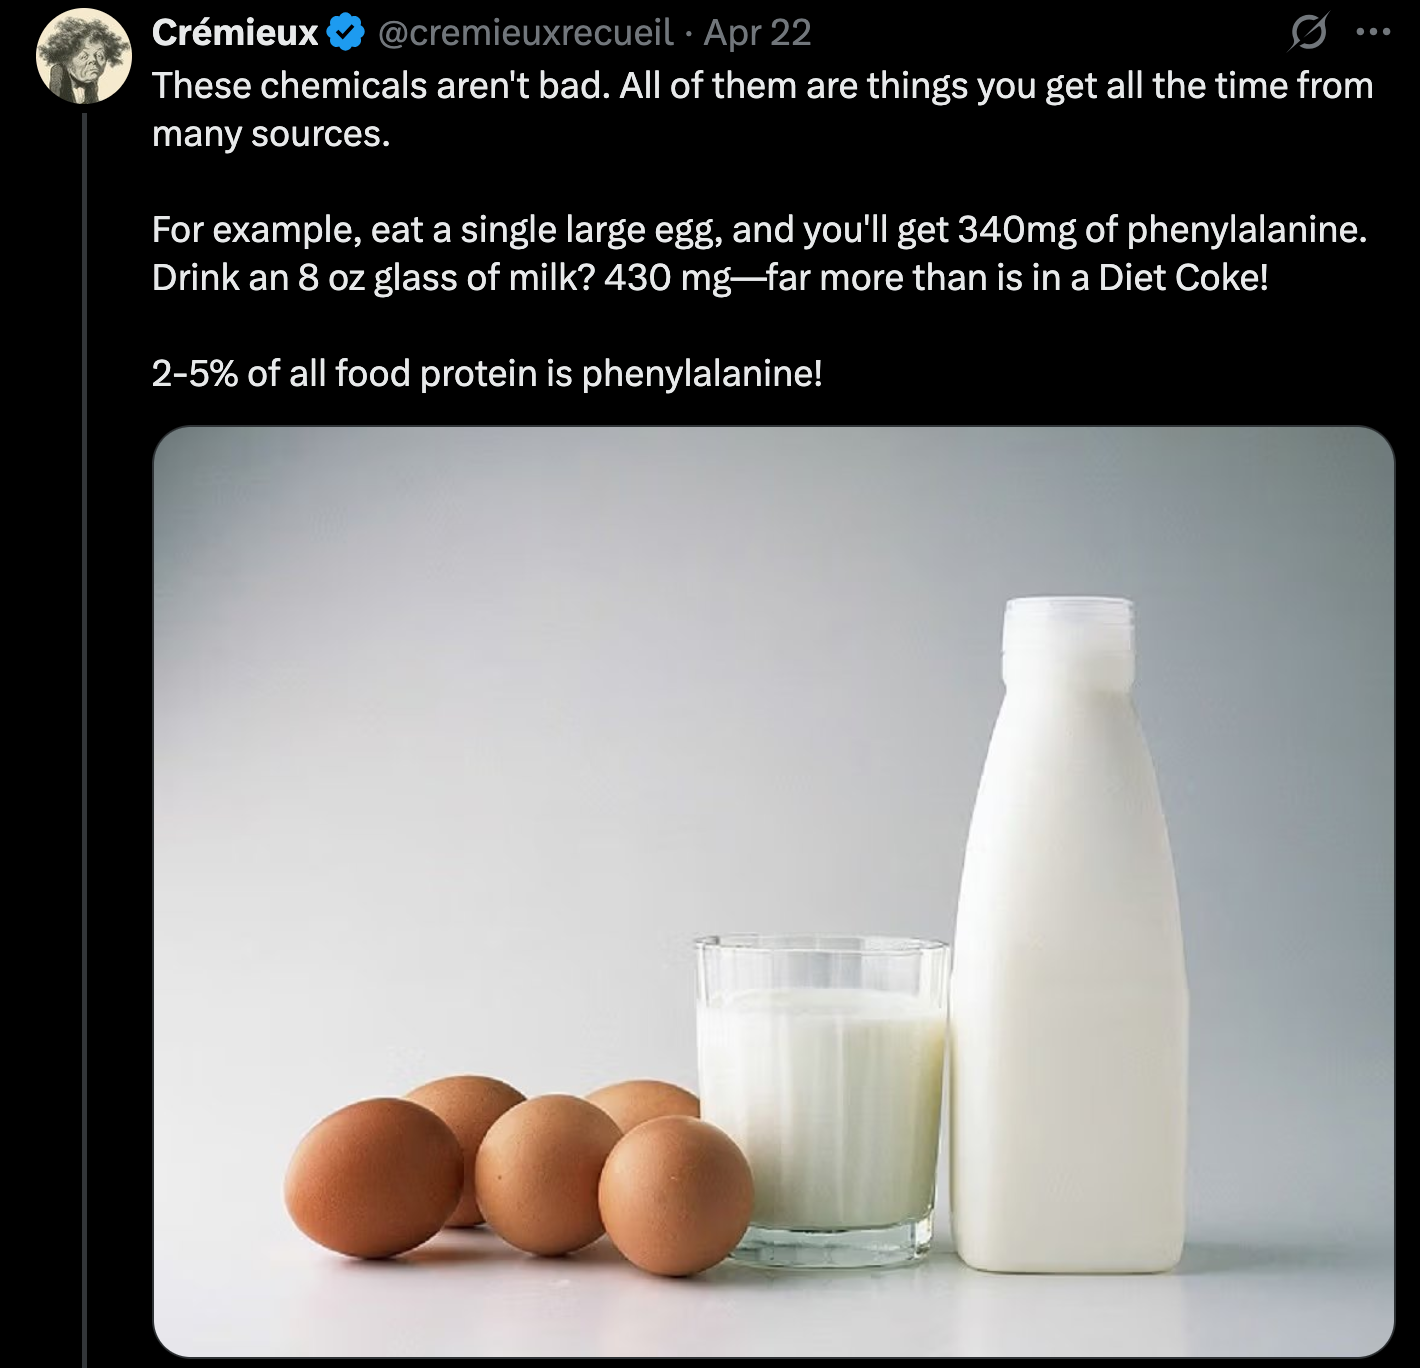 Crémieux @cremieuxrecueil · Apr 22
These chemicals aren't bad. All of them are things you get all the time from
many sources.
For example, eat a single large egg, and you'll get 340mg of phenylalanine.
Drink an 8 oz glass of milk? 430 mg—far more than is in a Diet Coke!
2-5% of all food protein is phenylalanine!